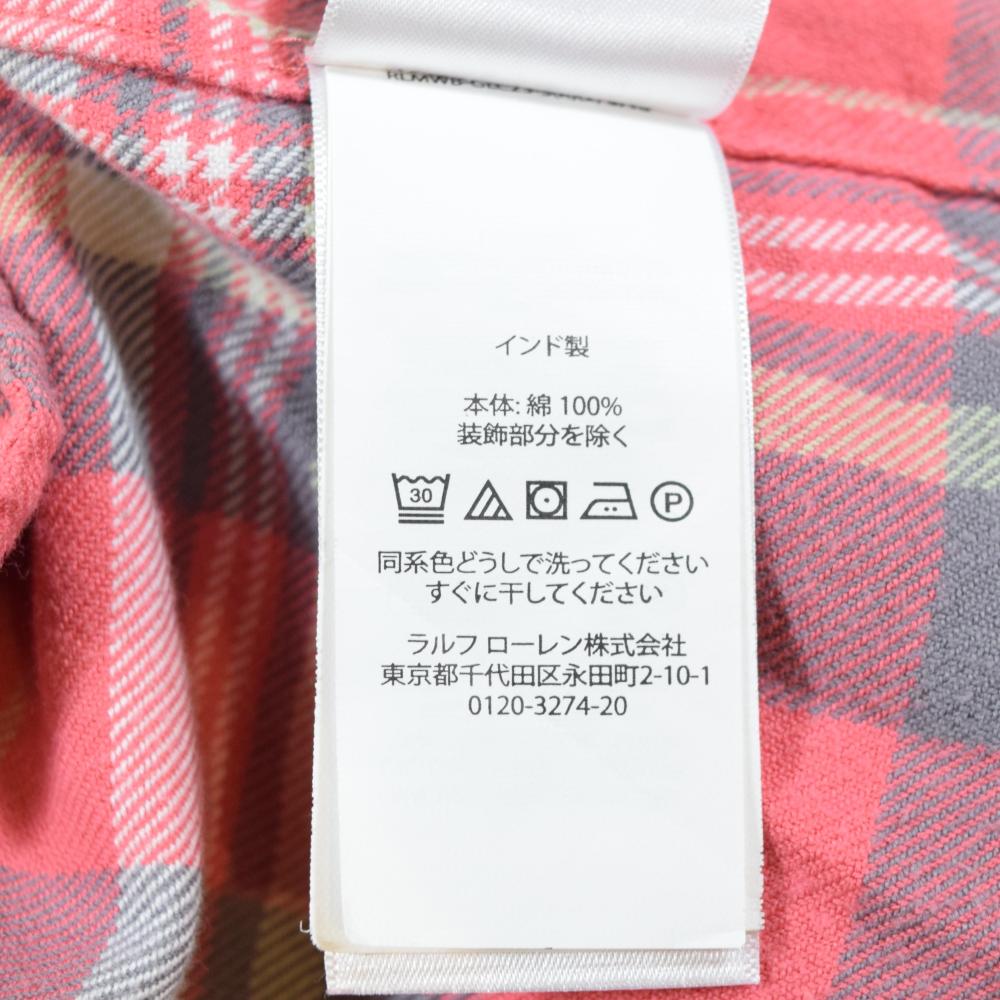 インド製
本体: 綿 100%
装飾部分を除く
30 P
同系色どうしで洗ってください
すぐに干してください
ラルフ ローレン株式会社
東京都千代田区永田町2-10-1
0120-3274-20